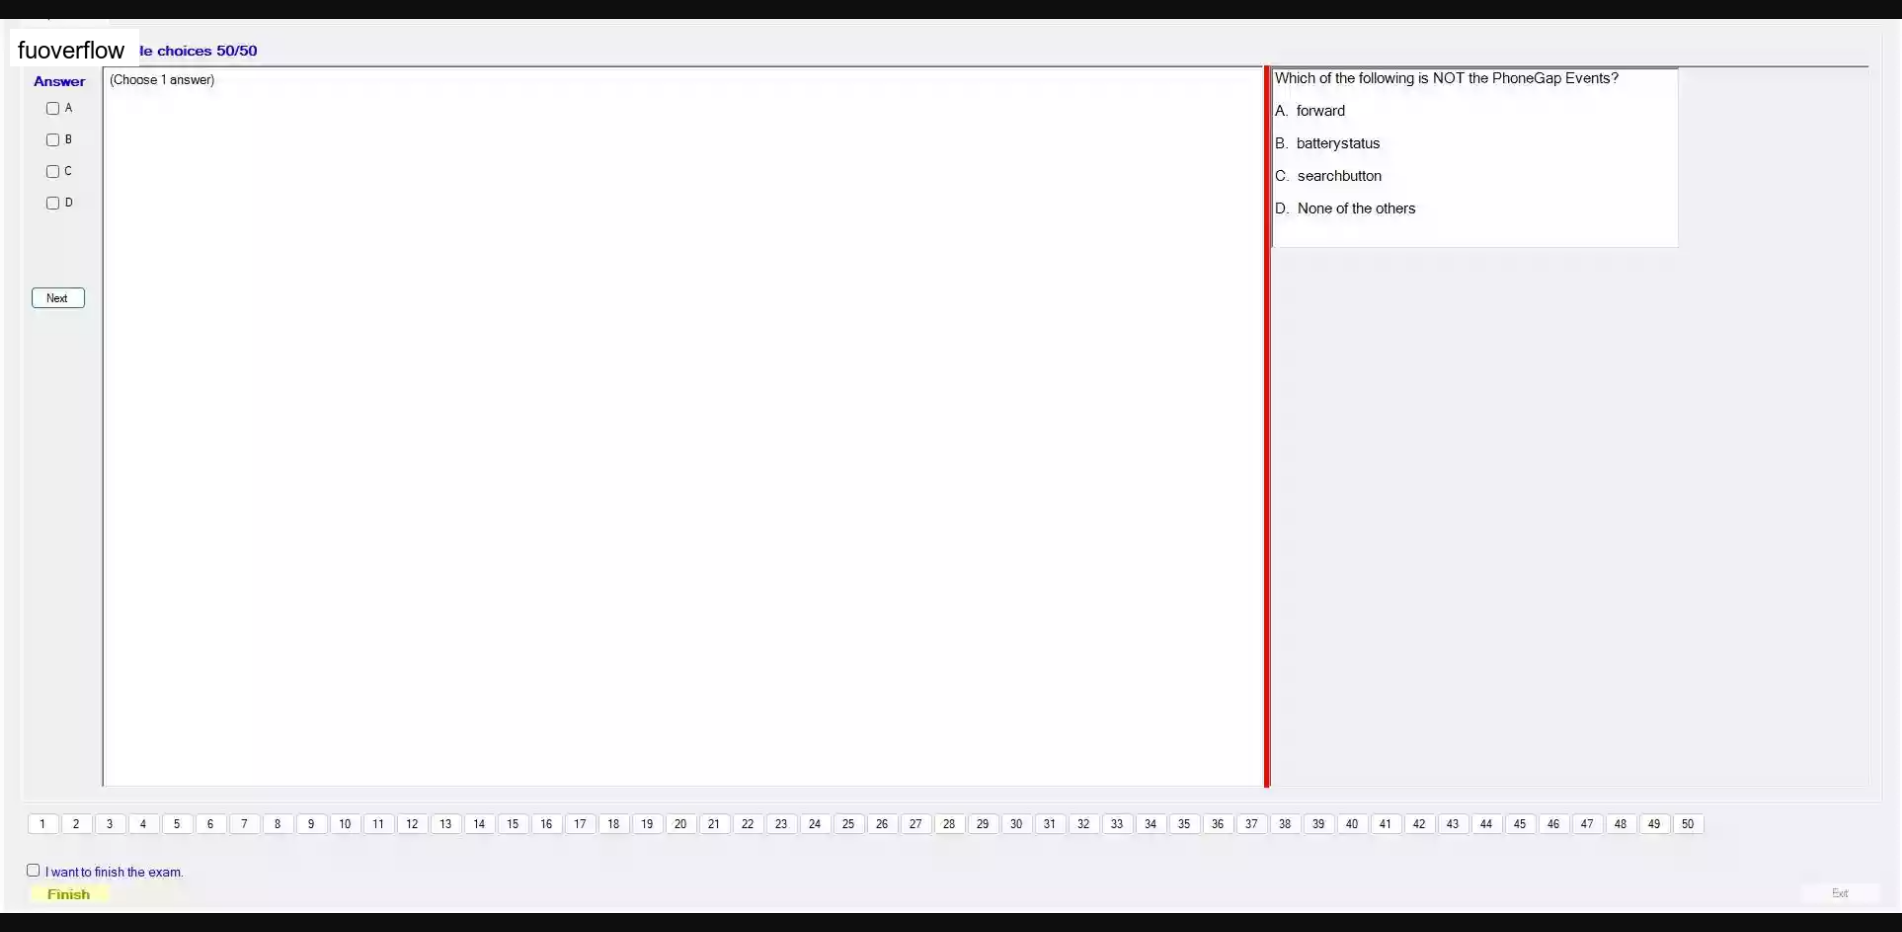 fuoverflow
le choices 50/50
Answer
(Choose 1 answer)
A
B
C
D
Next
Which of the following is NOT the PhoneGap Events?
A. forward
B. batterystatus
C. searchbutton
D. None of the others
1 2 3 4 5 6 7 8 9 10 11 12 13 14 15 16 17 18 19 20 21 22 23 24 25 26 27 28 29 30 31 32 33 34 35 36 37 38 39 40 41 42 43 44 45 46 47 48 49 50
I want to finish the exam.
Finish
Exit